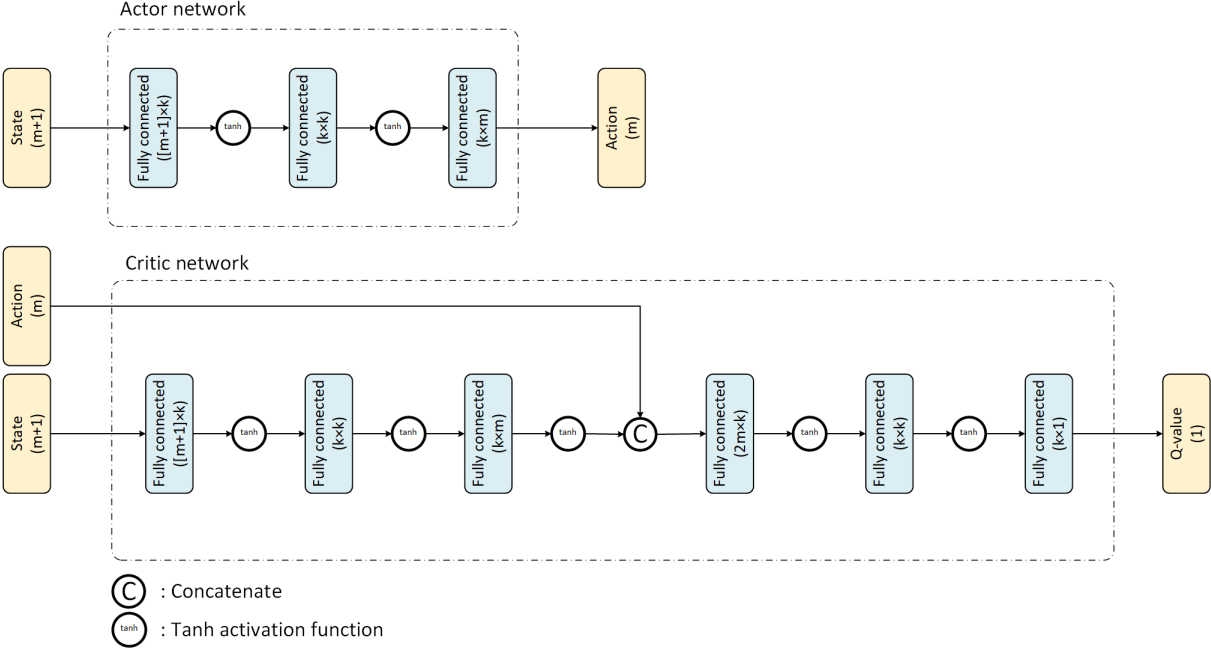 Actor network
State
(m+1)
Fully connected
([m+1]×k)
tanh
Fully connected
(k×k)
tanh
Fully connected
(k×m)
Action
(m)
Critic network
Action
(m)
State
(m+1)
Fully connected
([m+1]×k)
tanh
Fully connected
(k×k)
tanh
Fully connected
(k×m)
tanh
C
Fully connected
(2m×k)
tanh
Fully connected
(k×k)
tanh
Fully connected
(k×1)
Q-value
(1)
C : Concatenate
tanh : Tanh activation function